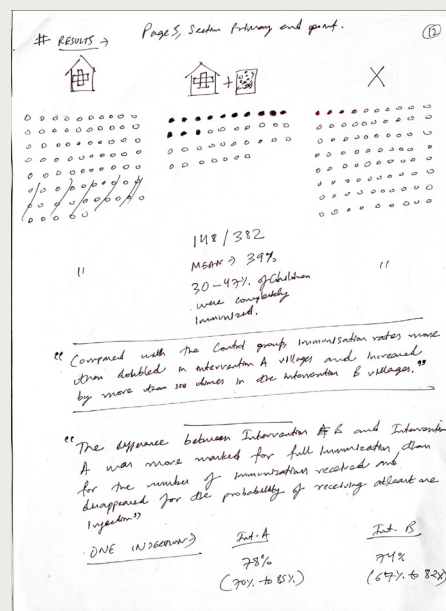 # RESULTS → Page 5, Section Primary end point.
12
+
X
148/382
MEAN → 39%
30-47% of Children
were completely
Immunized.
"
"
"Compared with the Control group, immunisation rates more
than doubled in intervention A villages and increased
by more than six times in the intervention B villages."
"The difference between Intervention B and Intervention
A was more marked for full immunization than
for the number of immunization received and
disappeared for the probability of receiving atleast one
Injection"
ONE INJECTION →
Int. A
78%
(70% to 85%)
Int. B
74%
(67% to 82%)